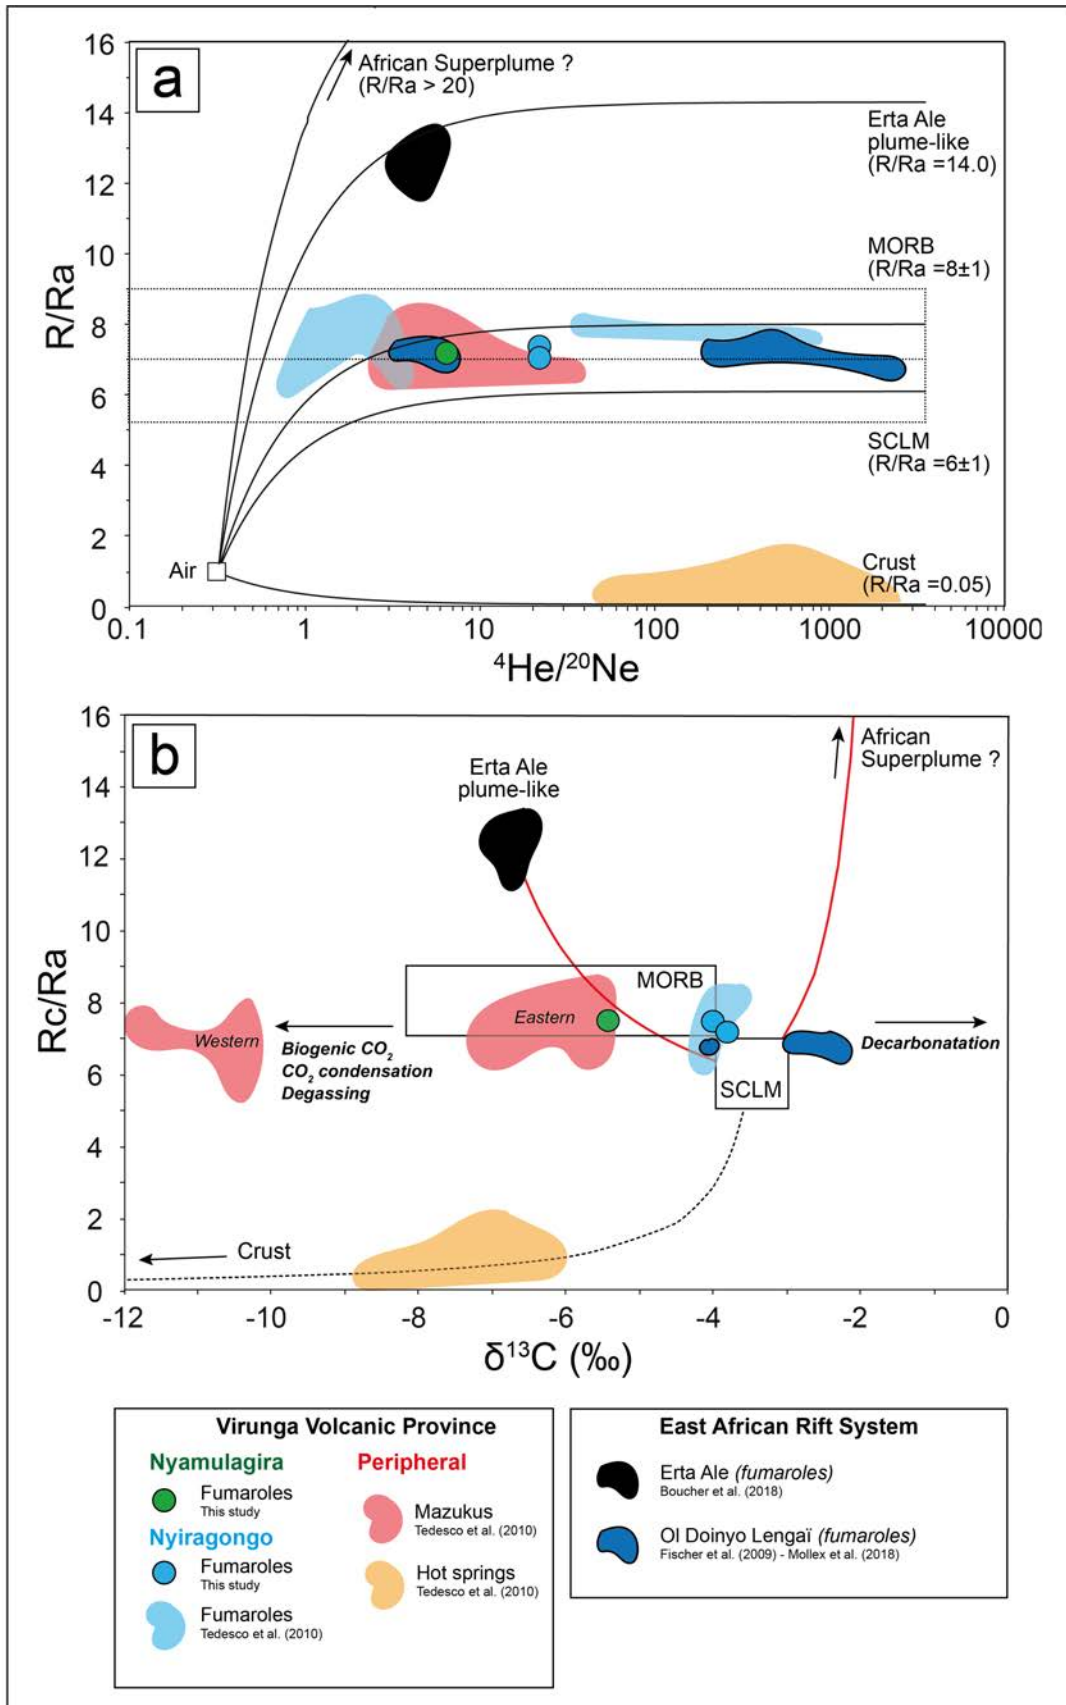 a
16
14
12
10
8
6
4
2
0
R/Ra
African Superplume ?
(R/Ra > 20)
Erta Ale
plume-like
(R/Ra =14.0)
MORB
(R/Ra =8±1)
SCLM
(R/Ra =6±1)
Crust
(R/Ra =0.05)
Air
0.1 1 10 100 1000 10000
⁴He/²⁰Ne
b
16
14
12
10
8
6
4
2
0
Rc/Ra
Erta Ale
plume-like
African
Superplume ?
MORB
Eastern
Western
Biogenic CO₂
CO₂ condensation
Degassing
Decarbonatation
SCLM
Crust
-12 -10 -8 -6 -4 -2 0
δ¹³C (‰)
Virunga Volcanic Province
Nyamulagira
Fumaroles
This study
Nyiragongo
Fumaroles
This study
Fumaroles
Tedesco et al. (2010)
Peripheral
Mazukus
Tedesco et al. (2010)
Hot springs
Tedesco et al. (2010)
East African Rift System
Erta Ale (fumaroles)
Boucher et al. (2018)
Ol Doinyo Lengaï (fumaroles)
Fischer et al. (2009) - Mollex et al. (2018)